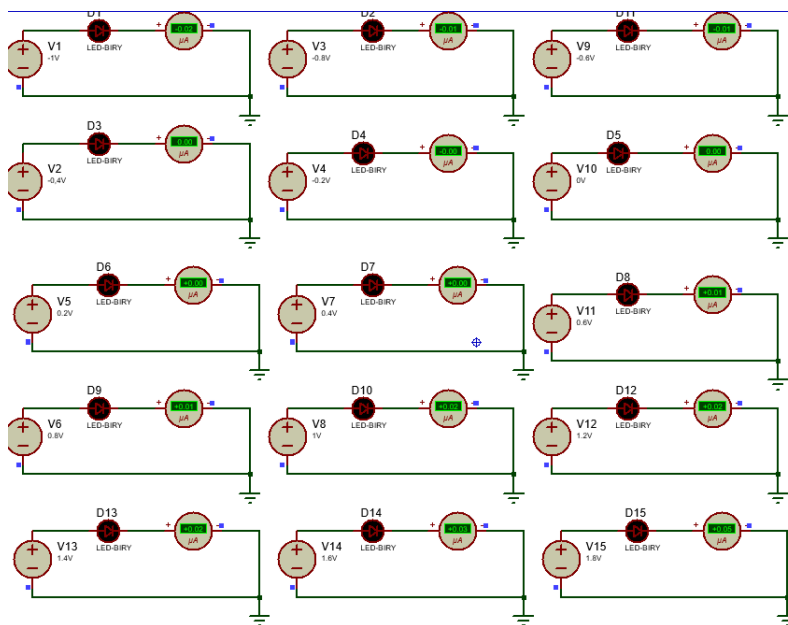 D1 D2 D11
-0.02 -0.01 -0.01
+ + +
V1 V3 V9
-1V -0.8V -0.6V
LED-BIRY LED-BIRY LED-BIRY
µA µA µA
D3 D4 D5
0.00 -0.00 0.00
+ + +
V2 V4 V10
-0,4V -0.2V 0V
LED-BIRY LED-BIRY LED-BIRY
µA µA µA
D6 D7 D8
+0.00 +0.00 +0.01
+ + +
V5 V7 V11
0.2V 0.4V 0.6V
LED-BIRY LED-BIRY LED-BIRY
µA µA µA
D9 D10 D12
+0.01 +0.02 +0.02
+ + +
V6 V8 V12
0.8V 1V 1.2V
LED-BIRY LED-BIRY LED-BIRY
µA µA µA
D13 D14 D15
+0.02 +0.03 +0.05
+ + +
V13 V14 V15
1.4V 1.6V 1.8V
LED-BIRY LED-BIRY LED-BIRY
µA µA µA